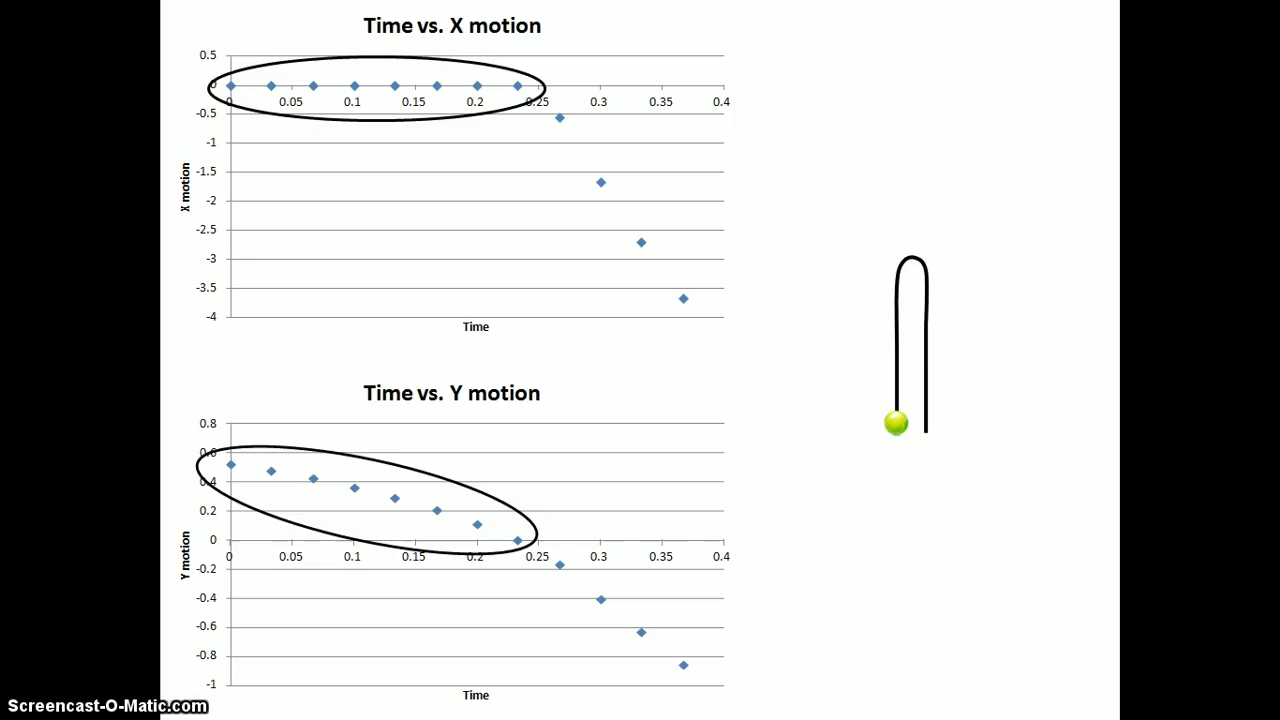 Time vs. X motion
0.5
0
-0.5
-1
-1.5
-2
-2.5
-3
-3.5
-4
X motion
0 0.05 0.1 0.15 0.2 0.25 0.3 0.35 0.4
Time
Time vs. Y motion
0.8
0.6
0.4
0.2
0
-0.2
-0.4
-0.6
-0.8
-1
Y motion
0 0.05 0.1 0.15 0.2 0.25 0.3 0.35 0.4
Time
Screencast-O-Matic.com